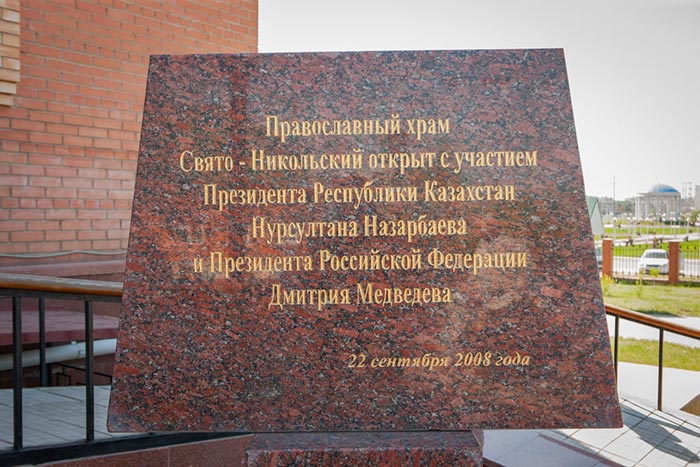 Православный храм
Свято - Никольский открыт с участием
Президента Республики Казахстан
Нурсултана Назарбаева
и Президента Российской Федерации
Дмитрия Медведева
22 сентября 2008 года